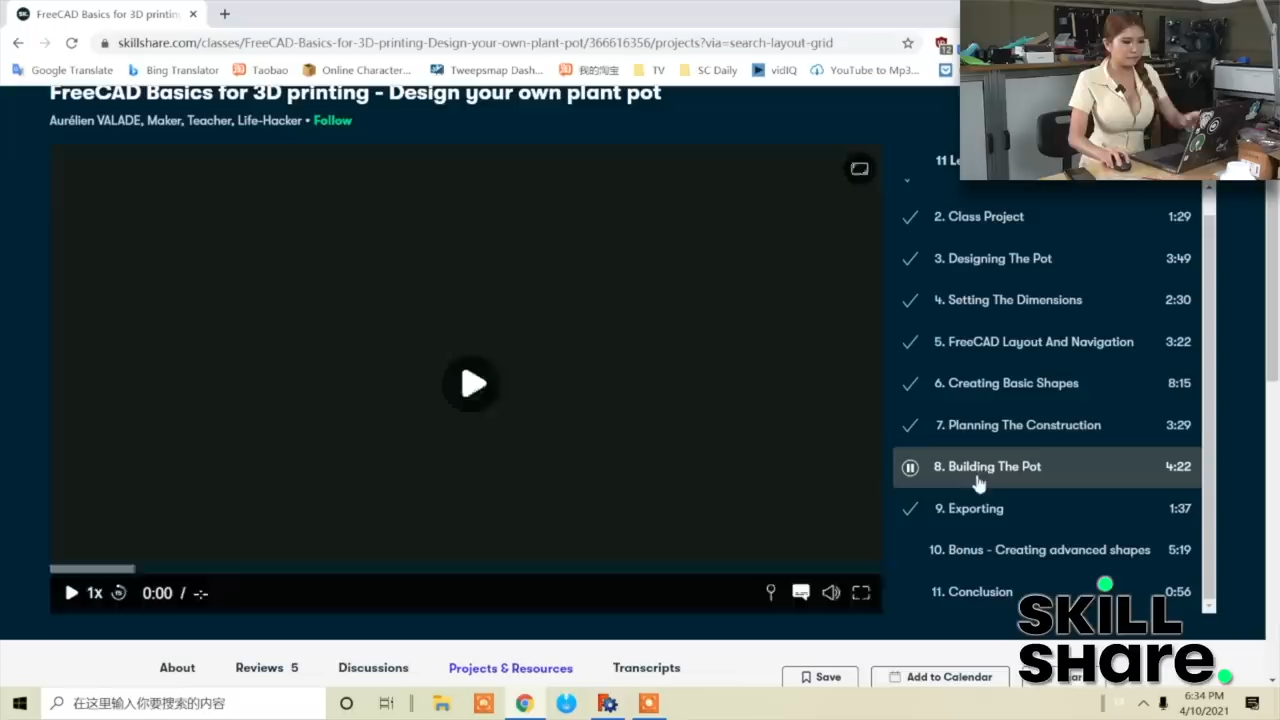 FreeCAD Basics for 3D printin
skillshare.com/classes/FreeCAD-Basics-for-3D-printing-Design-your-own-plant-pot/366616356/projects?via=search-layout-grid
12
Google Translate
Bing Translator
Taobao
Online Character...
Tweepsmap Dash...
我的淘宝
TV
SC Daily
vidIQ
YouTube to Mp3...
FreeCAD Basics for 3D printing - Design your own plant pot
Aurélien VALADE, Maker, Teacher, Life-Hacker • Follow
11 Le
2. Class Project 1:29
3. Designing The Pot 3:49
4. Setting The Dimensions 2:30
5. FreeCAD Layout And Navigation 3:22
6. Creating Basic Shapes 8:15
7. Planning The Construction 3:29
8. Building The Pot 4:22
9. Exporting 1:37
10. Bonus - Creating advanced shapes 5:19
11. Conclusion 0:56
1x
0:00 / -:-
SKILL
SHare.
About
Reviews 5
Discussions
Projects & Resources
Transcripts
Save
Add to Calendar
在这里输入你要搜索的内容
6:34 PM
4/10/2021